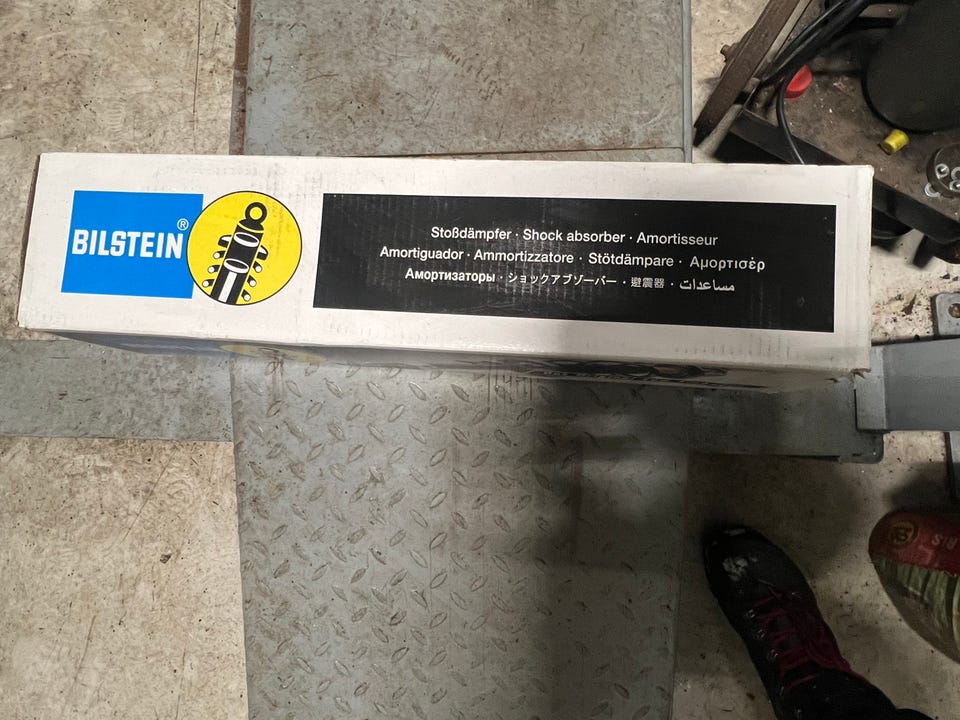 BILSTEIN®
Stoßdämpfer · Shock absorber · Amortisseur
Amortiguador · Ammortizzatore · Stötdämpare · Αμορτισέρ
Амортизаторы · ショックアブソーバー · 避震器 · مساعدات